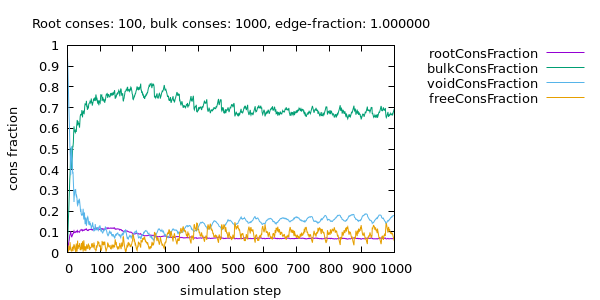 Root conses: 100, bulk conses: 1000, edge-fraction: 1.000000
1
0.9
0.8
0.7
0.6
0.5
0.4
0.3
0.2
0.1
0
cons fraction
0 100 200 300 400 500 600 700 800 900 1000
simulation step
rootConsFraction
bulkConsFraction
voidConsFraction
freeConsFraction